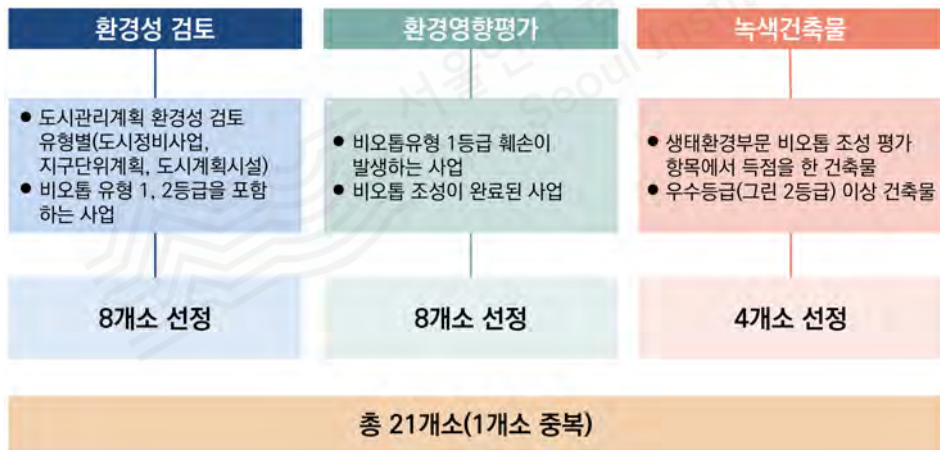 환경성 검토
● 도시관리계획 환경성 검토
유형별(도시정비사업,
지구단위계획, 도시계획시설)
● 비오톱 유형 1, 2등급을 포함
하는 사업
8개소 선정
환경영향평가
● 비오톱유형 1등급 훼손이
발생하는 사업
● 비오톱 조성이 완료된 사업
8개소 선정
녹색건축물
● 생태환경부문 비오톱 조성 평가
항목에서 득점을 한 건축물
● 우수등급(그린 2등급) 이상 건축물
4개소 선정
총 21개소(1개소 중복)